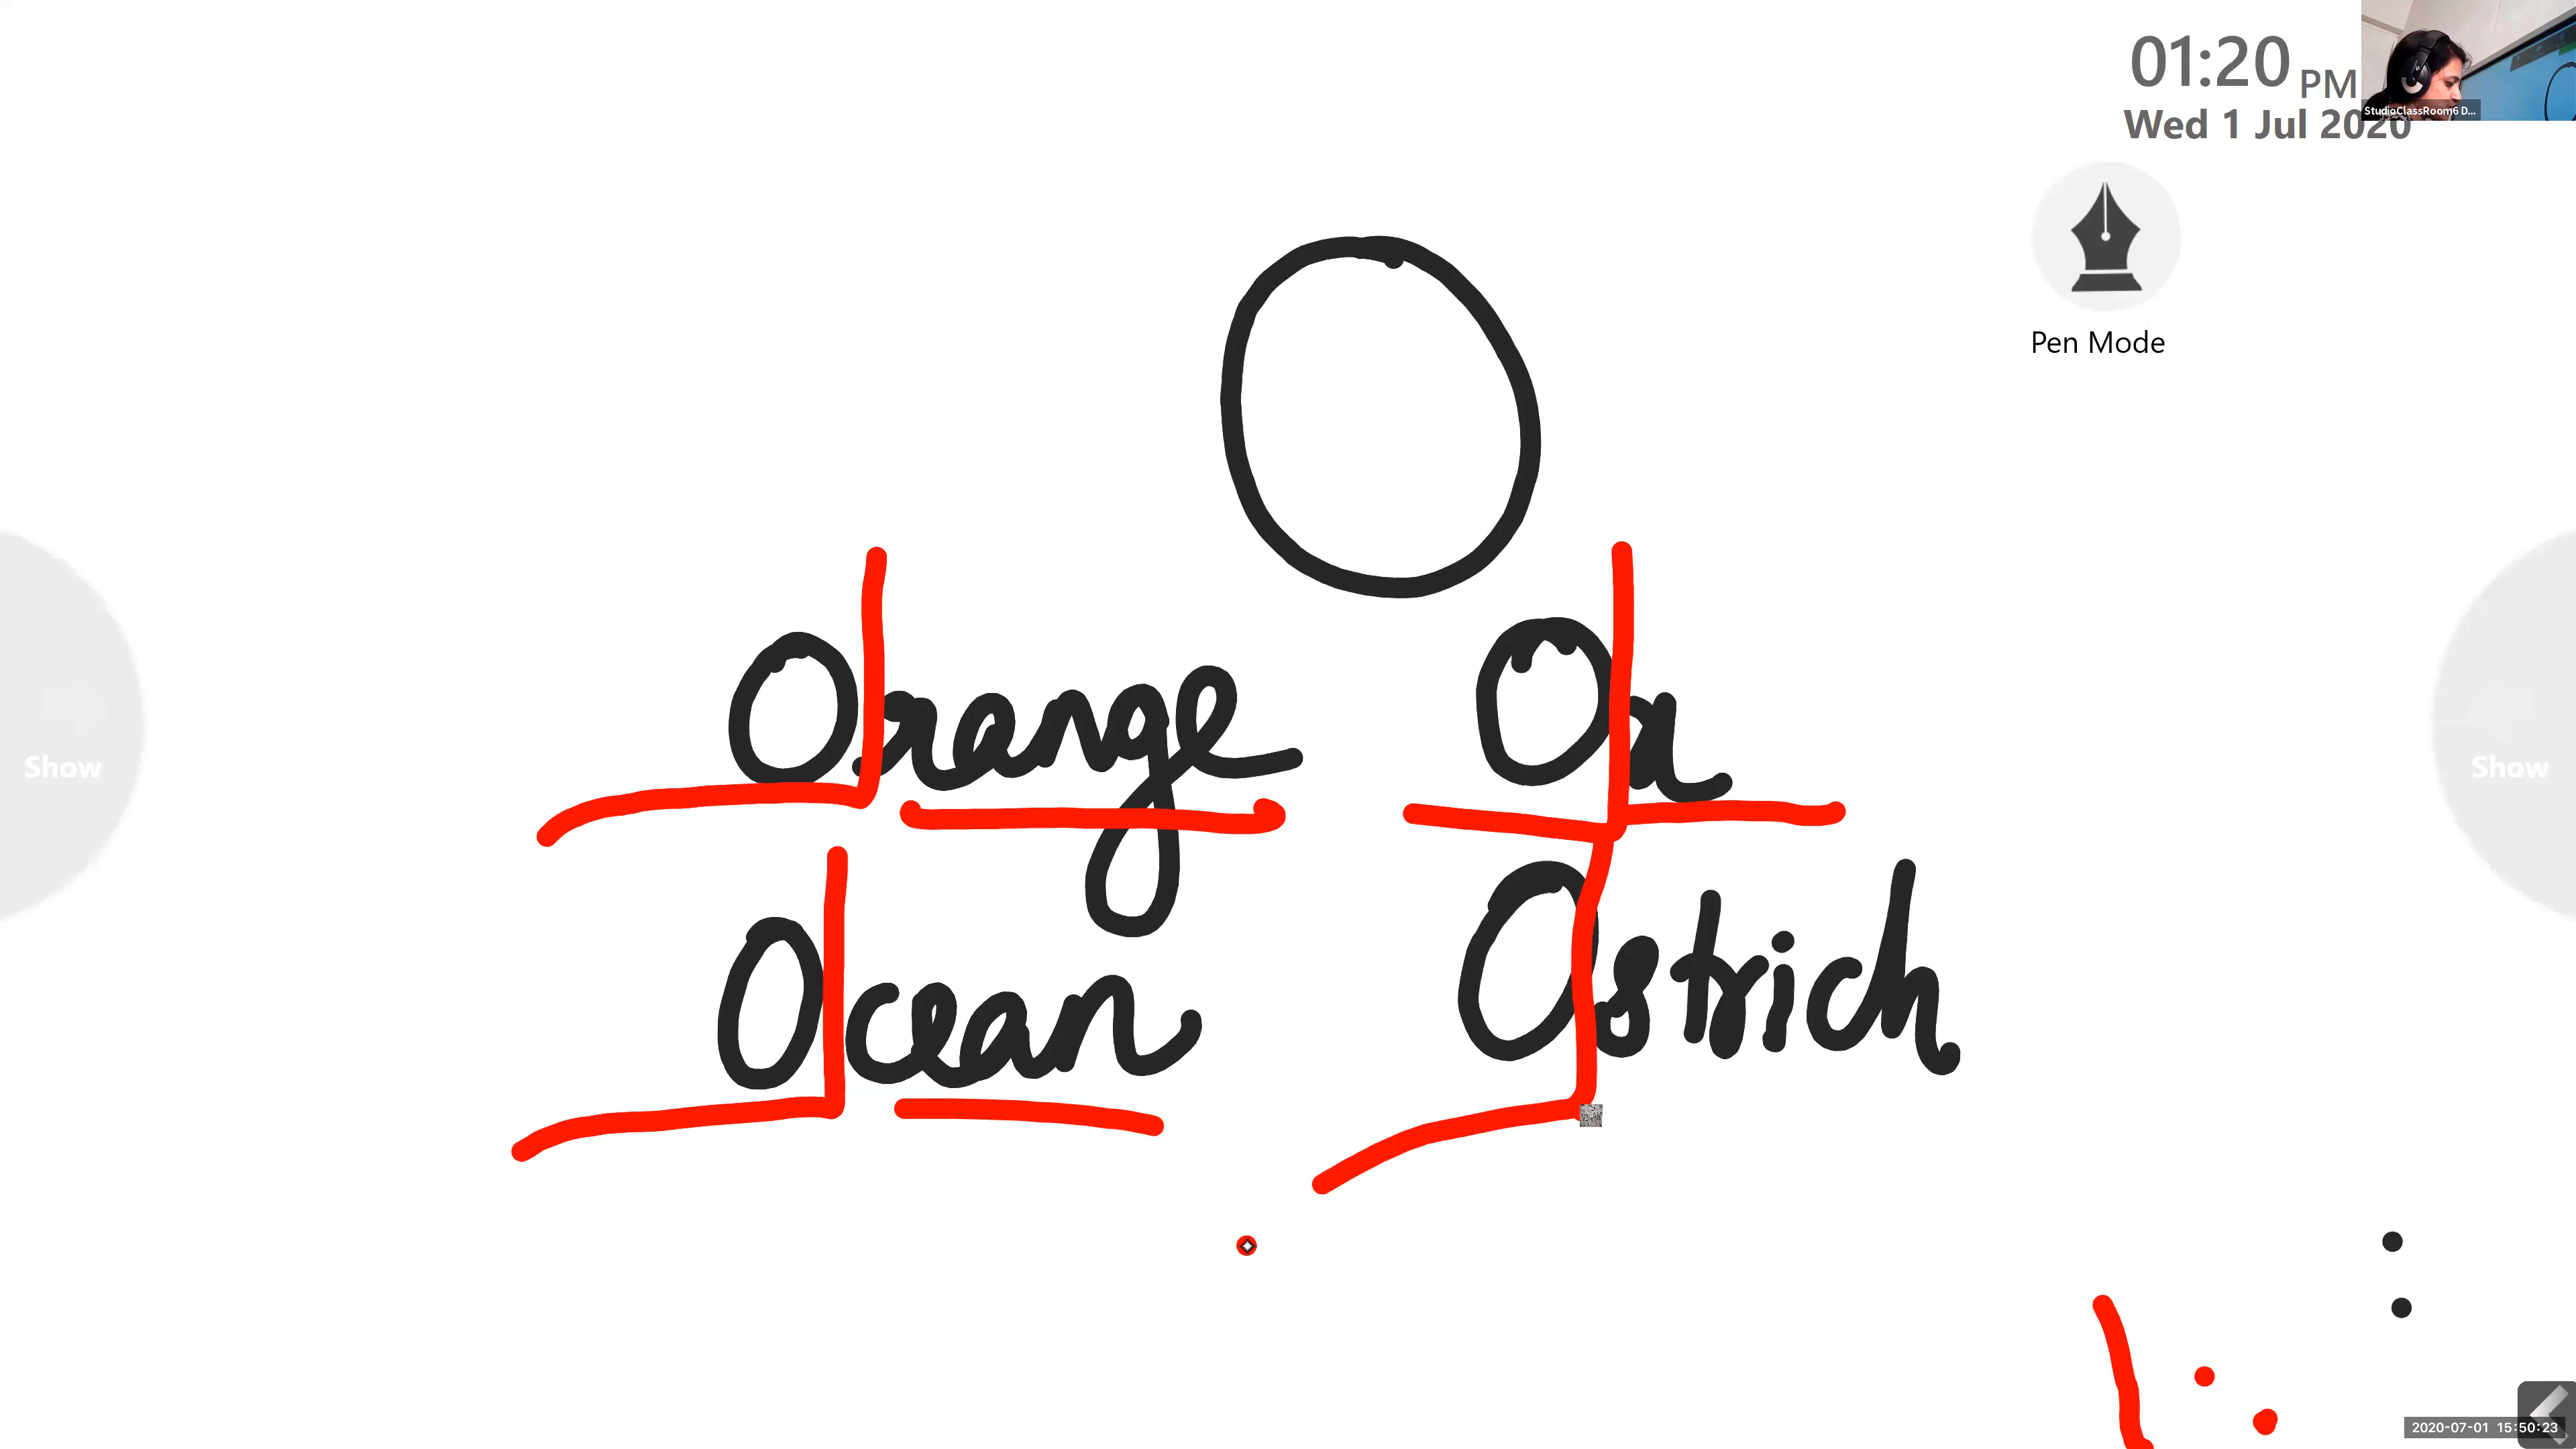 01:20 PM
StudioClassRoom6 D...
Wed 1 Jul 2020
Pen Mode
O
Orange Ox
Show Show
Ocean Ostrich
2020-07-01 15:50:23